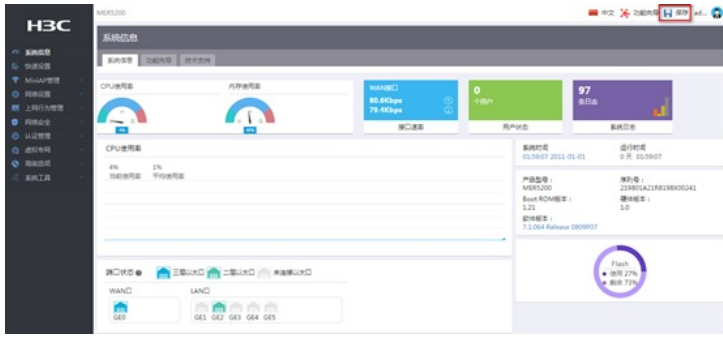 H3C
MER5200
中文
功能向导
保存
ad...
系统信息
快速设置
MiniAP管理
网络设置
上网行为管理
网络安全
认证管理
虚拟专网
高级选项
系统工具
系统信息
系统信息 功能向导 技术支持
CPU使用率
内存使用率
4%
WAN接口
80.6Kbps
79.4Kbps
接口速率
0
个用户
用户状态
97
条日志
系统日志
CPU使用率
4% 1%
当前使用率 平均使用率
系统时间 运行时间
01:59:07 2011-01-01 0 天 01:59:07
产品型号： 序列号：
MER5200 219801A21R8198X00241
Boot ROM版本： 硬件版本：
1.21 1.0
软件版本：
7.1.064 Release 0809P07
Flash
使用 27%
剩余 73%
端口状态 三层以太口 二层以太口 未连接以太口
WAN口 LAN口
GE0 GE1 GE2 GE3 GE4 GE5